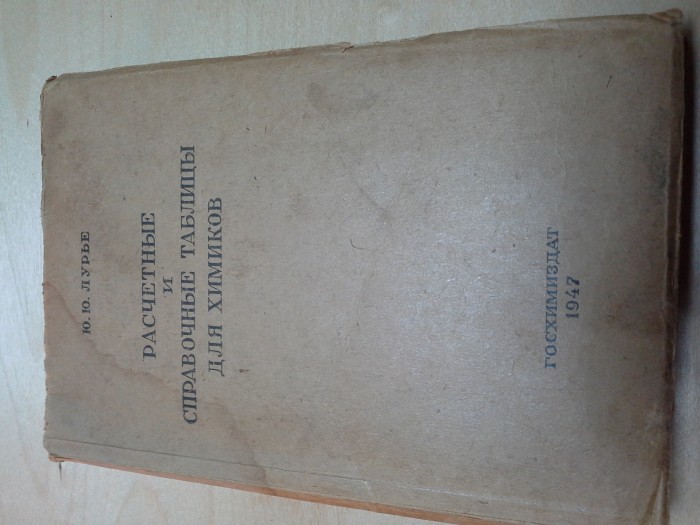 Ю. Ю. ЛУРЬЕ
РАСЧЕТНЫЕ
И
СПРАВОЧНЫЕ ТАБЛИЦЫ
ДЛЯ ХИМИКОВ
ГОСХИМИЗДАТ
1947